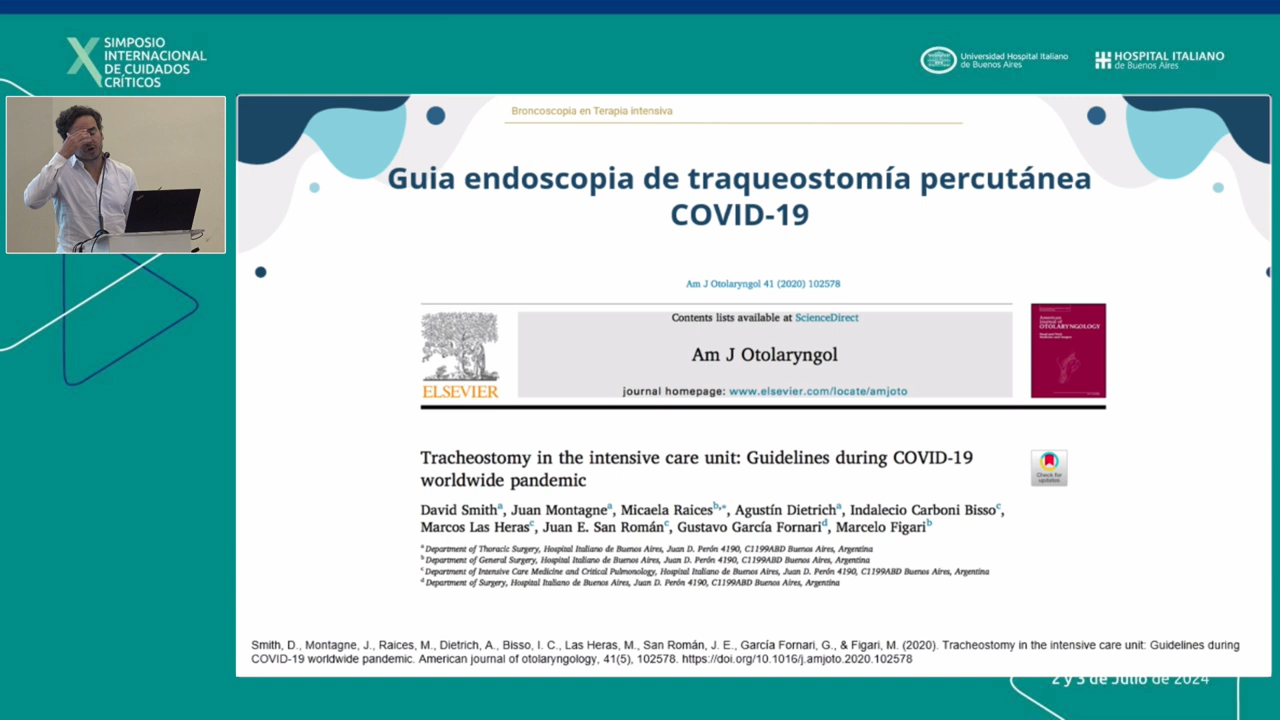 SIMPOSIO
INTERNACIONAL
DE CUIDADOS
CRÍTICOS
Universidad Hospital Italiano
de Buenos Aires
HOSPITAL ITALIANO
de Buenos Aires
Broncoscopia en Terapia intensiva
Guia endoscopia de traqueostomía percutánea
COVID-19
Am J Otolaryngol 41 (2020) 102578
Contents lists available at ScienceDirect
Am J Otolaryngol
journal homepage: www.elsevier.com/locate/amjoto
ELSEVIER
American
Journal of
OTOLARYNGOLOGY
Tracheostomy in the intensive care unit: Guidelines during COVID-19
worldwide pandemic
Check for
updates
David Smithᵃ, Juan Montagneᵃ, Micaela Raicesᵇ,*, Agustín Dietrichᵃ, Indalecio Carboni Bissoᶜ,
Marcos Las Herasᶜ, Juan E. San Románᶜ, Gustavo García Fornariᵈ, Marcelo Figariᵇ
ᵃ Department of Thoracic Surgery, Hospital Italiano de Buenos Aires, Juan D. Perón 4190, C1199ABD Buenos Aires, Argentina
ᵇ Department of General Surgery, Hospital Italiano de Buenos Aires, Juan D. Perón 4190, C1199ABD Buenos Aires, Argentina
ᶜ Department of Intensive Care Medicine and Critical Pulmonology, Hospital Italiano de Buenos Aires, Juan D. Perón 4190, C1199ABD Buenos Aires, Argentina
ᵈ Department of Surgery, Hospital Italiano de Buenos Aires, Juan D. Perón 4190, C1199ABD Buenos Aires, Argentina
Smith, D., Montagne, J., Raices, M., Dietrich, A., Bisso, I. C., Las Heras, M., San Román, J. E., García Fornari, G., & Figari, M. (2020). Tracheostomy in the intensive care unit: Guidelines during
COVID-19 worldwide pandemic. American journal of otolaryngology, 41(5), 102578. https://doi.org/10.1016/j.amjoto.2020.102578
2 y 3 de Julio de 2024